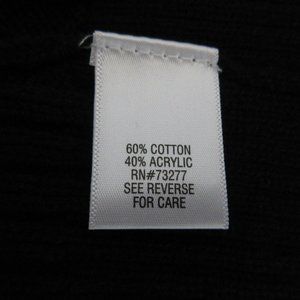 60% COTTON
40% ACRYLIC
RN#73277
SEE REVERSE
FOR CARE